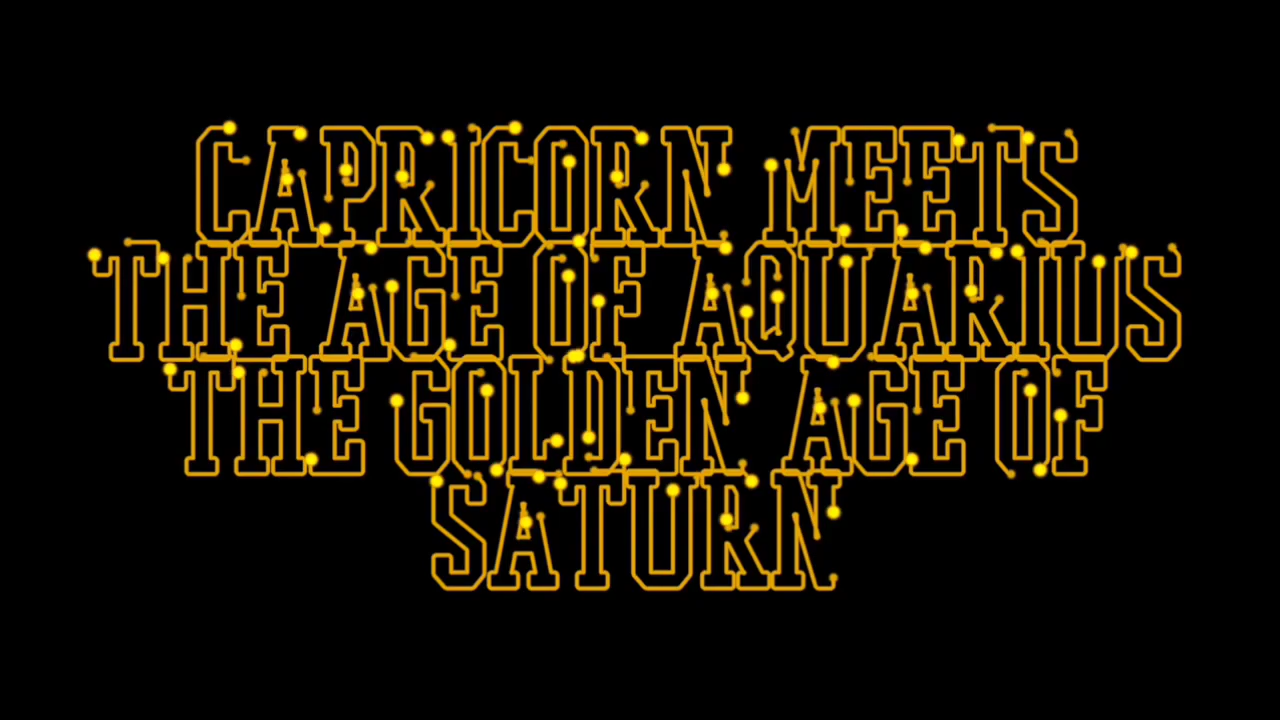 CAPRICORN MEETS
THE AGE OF AQUARIUS
THE GOLDEN AGE OF
SATURN